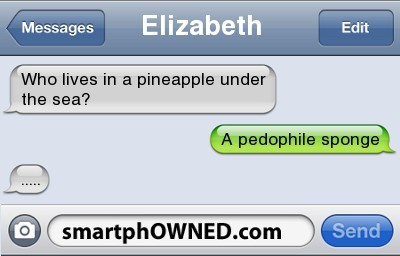 Messages
Elizabeth
Edit
Who lives in a pineapple under
the sea?
A pedophile sponge
.....
smartphOWNED.com
Send